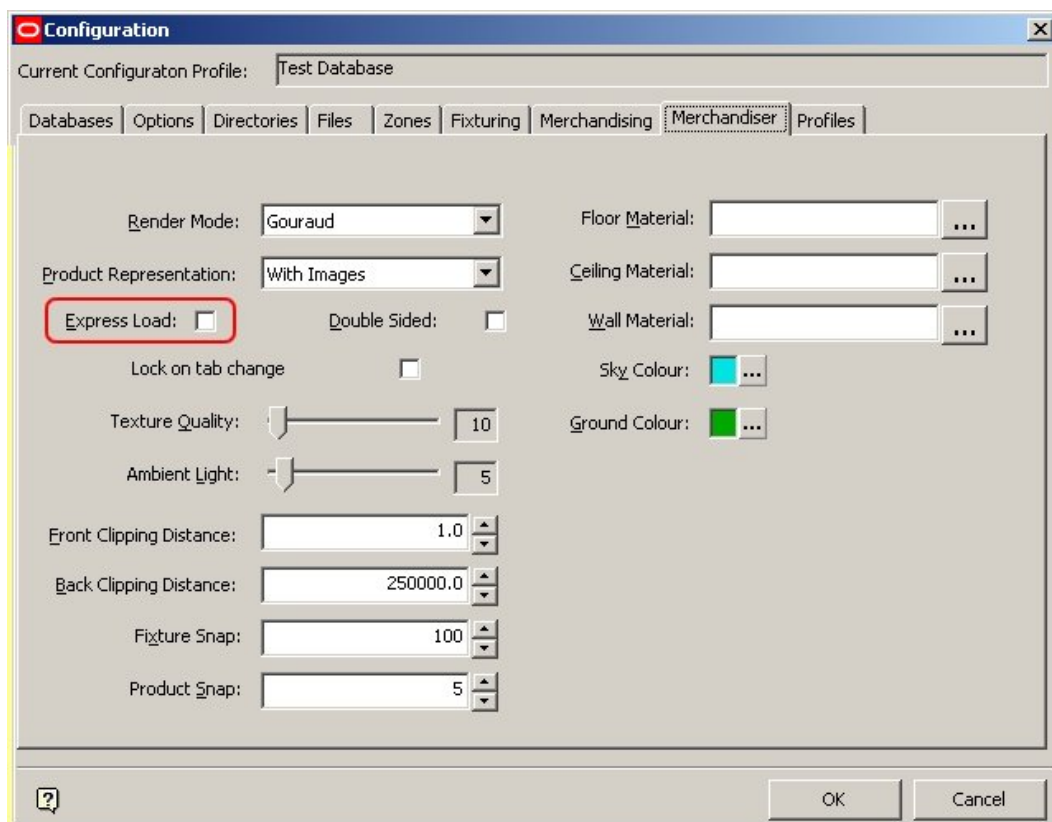 Configuration
Current Configuraton Profile: Test Database
Databases Options Directories Files Zones Fixturing Merchandising Merchandiser Profiles
Render Mode: Gouraud Floor Material: ...
Product Representation: With Images Ceiling Material: ...
Express Load: Double Sided: Wall Material: ...
Lock on tab change Sky Colour: ...
Texture Quality: 10 Ground Colour: ...
Ambient Light: 5
Front Clipping Distance: 1.0
Back Clipping Distance: 250000.0
Fixture Snap: 100
Product Snap: 5
? OK Cancel